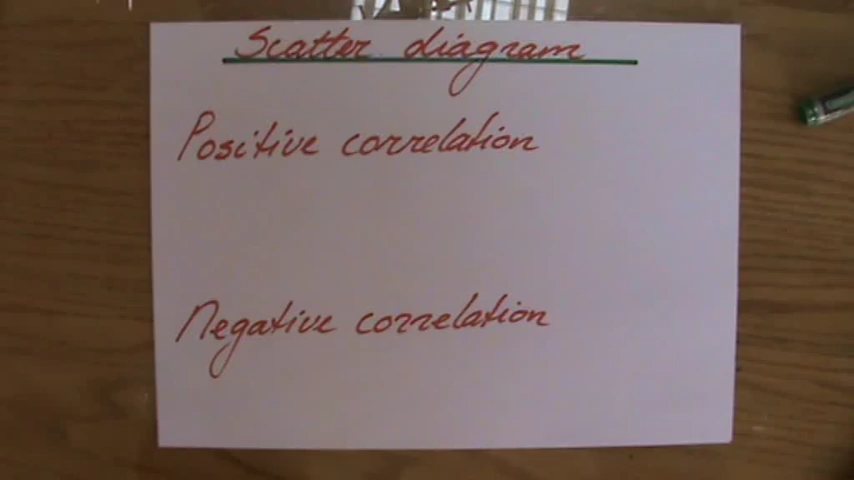 Scatter diagram
Positive correlation
Negative correlation